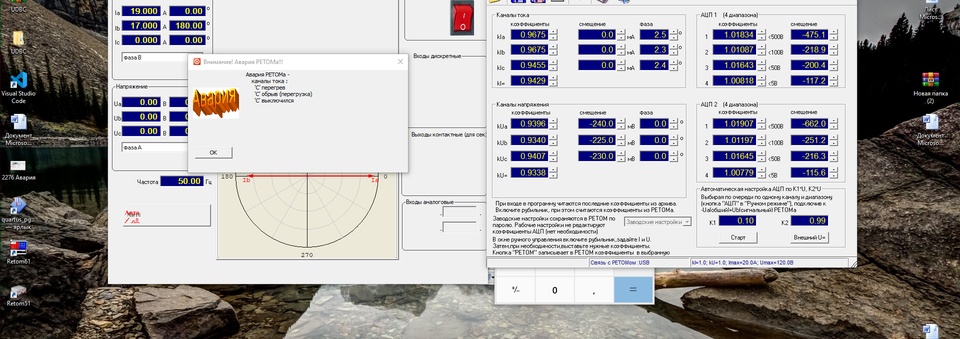 Ia 19.000 A 0.00 °
Ib 17.000 A 180.00 °
Ic 0.000 A 0.00 °
Фаза B
Напряжение
Ua 0.00 В
Ub 0.00 В
Uc 0.00 В
Фаза A
Частота 50.00 Гц
Внимание! Авария РЕТОМа!!!
Авария РЕТОМа -
каналы тока :
'C' перегрев
'C' обрыв (перегрузка)
'C' выключился
OK
180
Ib
Ia
0
270
Входы дискретные
Выходы контактные (для сек
Входы аналоговые
Каналы тока
коэффициенты смещение фаза
kIa 0.9675 0.0 мА 2.5 °
kIb 0.9675 0.0 мА 2.3 °
kIc 0.9455 0.0 мА 2.4 °
kI= 0.9429
Каналы напряжения
коэффициенты смещение фаза
kUa 0.9396 -240.0 мВ 0.0 °
kUb 0.9340 -225.0 мВ 0.0
kUc 0.9407 -230.0 мВ 0.0
kU= 0.9338
АЦП 1 (4 диапазона)
коэффициенты смещение
1 1.01834 <500В -475.1
2 1.01091 <100В -218.9
3 1.01643 <50В -200.4
4 1.00818 <5В -117.2
АЦП 2 (4 диапазона)
коэффициенты смещение
1 1.01907 <500В -662.0
2 1.01197 <100В -251.2
3 1.01645 <50В -216.3
4 1.00779 <5В -115.6
Автоматическая настройка АЦП по K1*U, K2*U
Выбирая по очереди по одному каналу и диапазону
(кнопка "АЦП" в "Ручном режиме"), подключив к
K1 0.10 K2 0.99
Старт Внешний U=
При входе в программу читаются последние коэффициенты из архива.
Включите рубильник, при этом считаются коэффициенты из РЕТОМа.
Заводские настройки сохраняются в РЕТОМ по
паролю. Рабочие настройки не редактируют
коэффициенты АЦП (нет необходимости)
Заводские настройки
В окне ручного управления включите рубильник,задайте I и U.
Затем,при необходимости,выставьте нужные коэффициенты.
Кнопка "РЕТОМ" записывает в РЕТОМ коэффициенты в выбранную
Связь с РЕТОМом :USB
kI=1.0; kU=1.0; Imax=20.0A; Umax=120.0В
+/- 0 , =
UDBC
UDBC
Visual Studio
Code
Документ
Microso...
2276 Авария
quartus_pg...
— ярлык
Retom61
Retom51
Лист
Micros...
Новая папка
(2)
Документ
Micros...